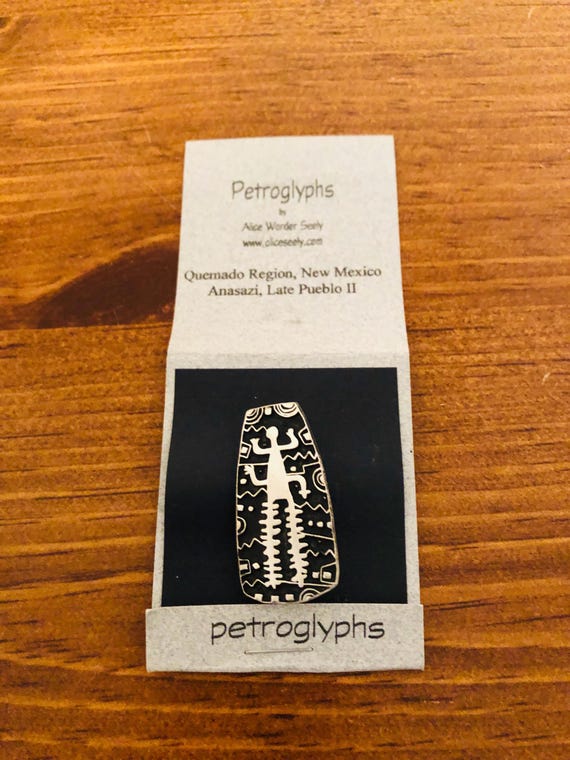 Petroglyphs
by
Alice Warder Seely
www.aliceseely.com
Quemado Region, New Mexico
Anasazi, Late Pueblo II
petroglyphs